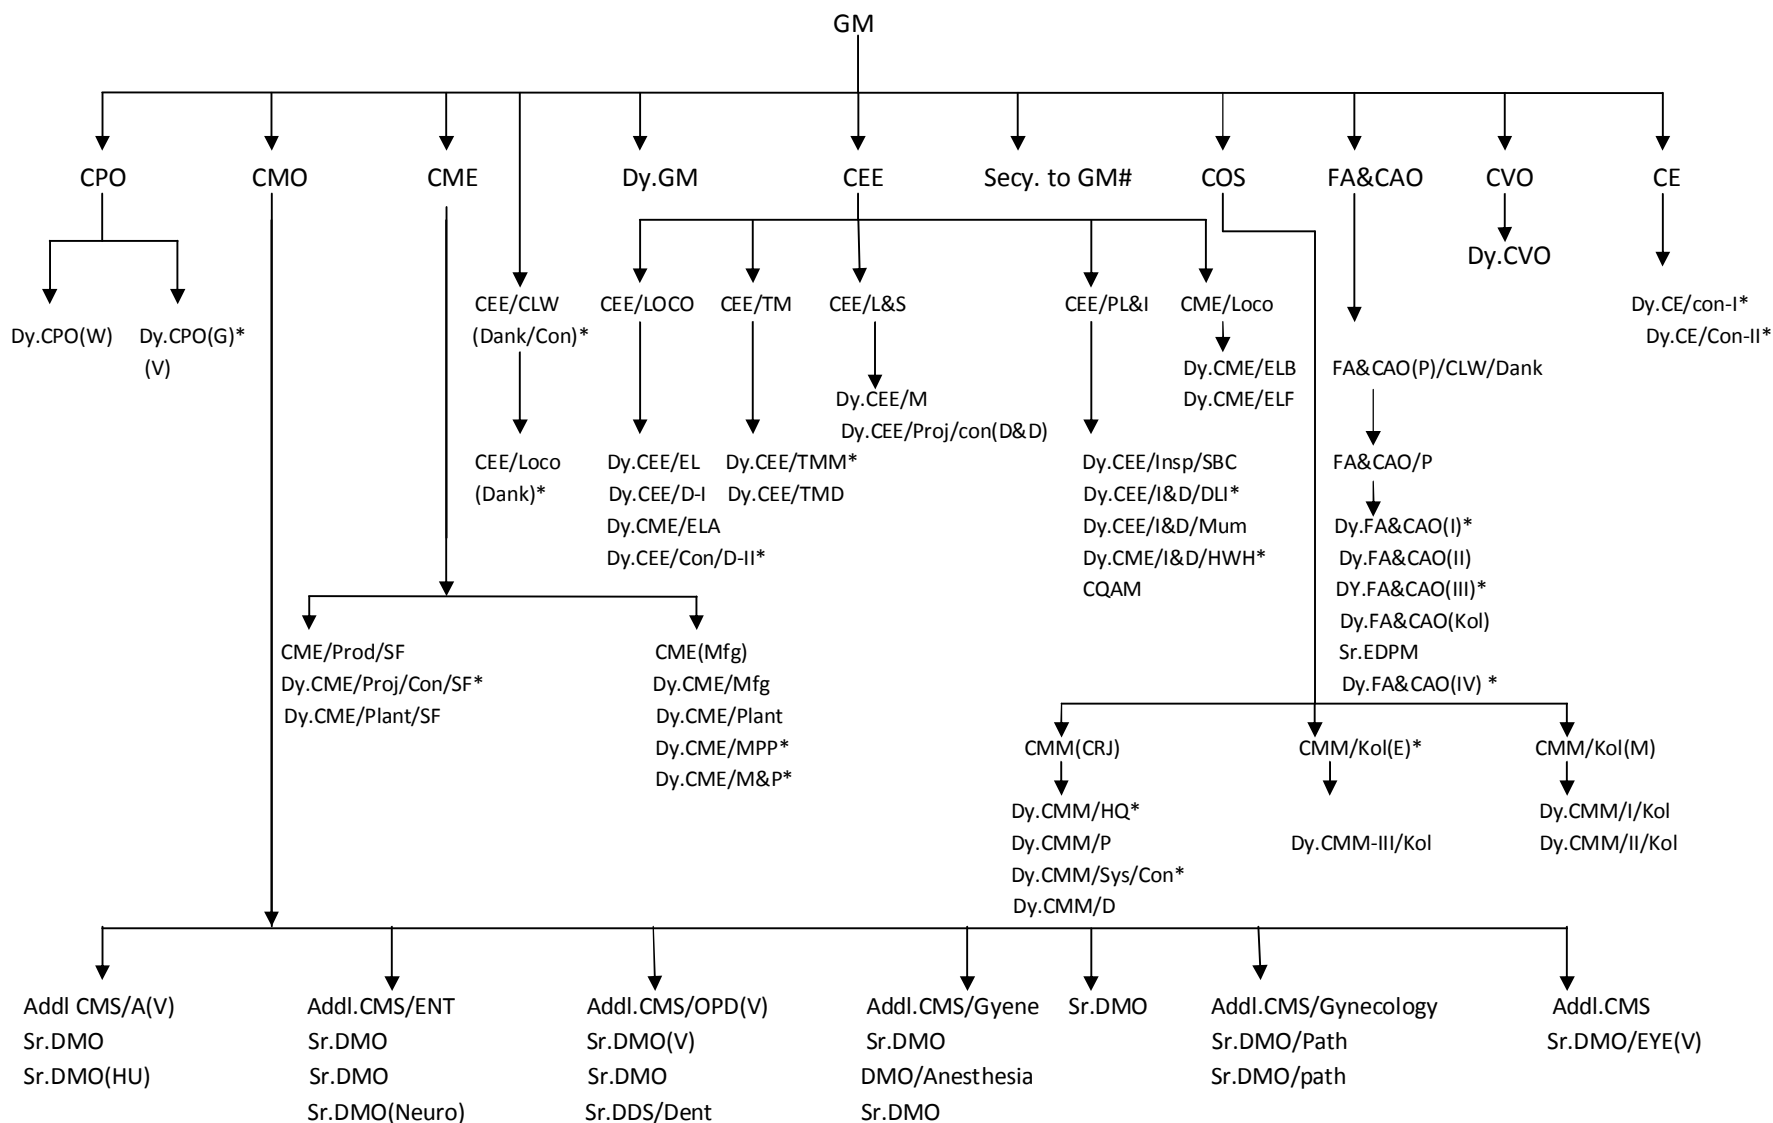 GM
CPO
CMO
CME
Dy.GM
CEE
Secy. to GM#
COS
FA&CAO
CVO
CE
Dy.CVO
Dy.CPO(W)
Dy.CPO(G)*
(V)
CEE/CLW
(Dank/Con)*
CEE/Loco
(Dank)*
CEE/LOCO
Dy.CEE/EL
Dy.CEE/D-I
Dy.CME/ELA
Dy.CEE/Con/D-II*
CEE/TM
Dy.CEE/TMM*
Dy.CEE/TMD
CEE/L&S
Dy.CEE/M
Dy.CEE/Proj/con(D&D)
CEE/PL&I
Dy.CEE/Insp/SBC
Dy.CEE/I&D/DLI*
Dy.CEE/I&D/Mum
Dy.CME/I&D/HWH*
CQAM
CME/Loco
Dy.CME/ELB
Dy.CME/ELF
FA&CAO(P)/CLW/Dank
FA&CAO/P
Dy.FA&CAO(I)*
Dy.FA&CAO(II)
DY.FA&CAO(III)*
Dy.FA&CAO(Kol)
Sr.EDPM
Dy.FA&CAO(IV) *
Dy.CE/con-I*
Dy.CE/Con-II*
CME/Prod/SF
Dy.CME/Proj/Con/SF*
Dy.CME/Plant/SF
CME(Mfg)
Dy.CME/Mfg
Dy.CME/Plant
Dy.CME/MPP*
Dy.CME/M&P*
CMM(CRJ)
Dy.CMM/HQ*
Dy.CMM/P
Dy.CMM/Sys/Con*
Dy.CMM/D
CMM/Kol(E)*
Dy.CMM-III/Kol
CMM/Kol(M)
Dy.CMM/I/Kol
Dy.CMM/II/Kol
Addl CMS/A(V)
Sr.DMO
Sr.DMO(HU)
Addl.CMS/ENT
Sr.DMO
Sr.DMO
Sr.DMO(Neuro)
Addl.CMS/OPD(V)
Sr.DMO(V)
Sr.DMO
Sr.DDS/Dent
Addl.CMS/Gyene
Sr.DMO
DMO/Anesthesia
Sr.DMO
Sr.DMO
Addl.CMS/Gynecology
Sr.DMO/Path
Sr.DMO/path
Addl.CMS
Sr.DMO/EYE(V)